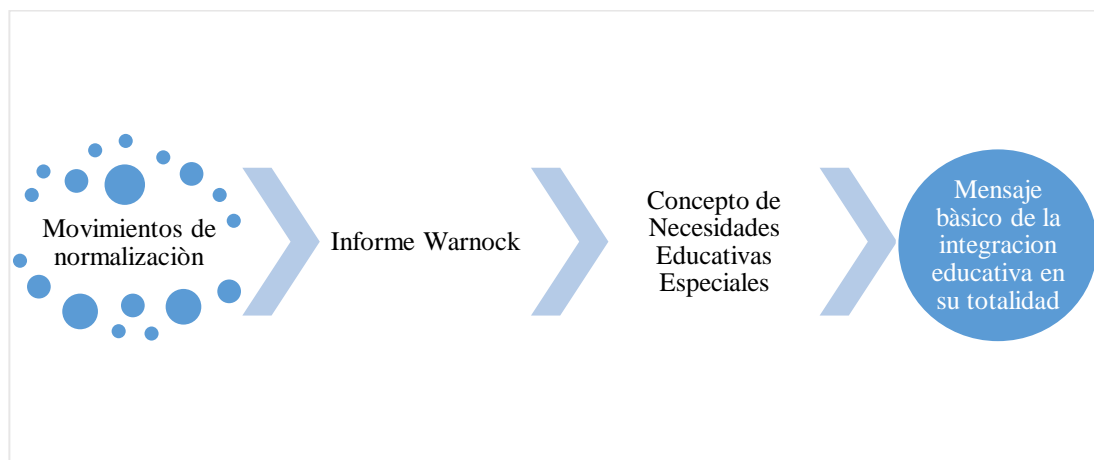 Movimientos de
normalizaciòn
Informe Warnock
Concepto de
Necesidades
Educativas
Especiales
Mensaje
bàsico de la
integracion
educativa en
su totalidad